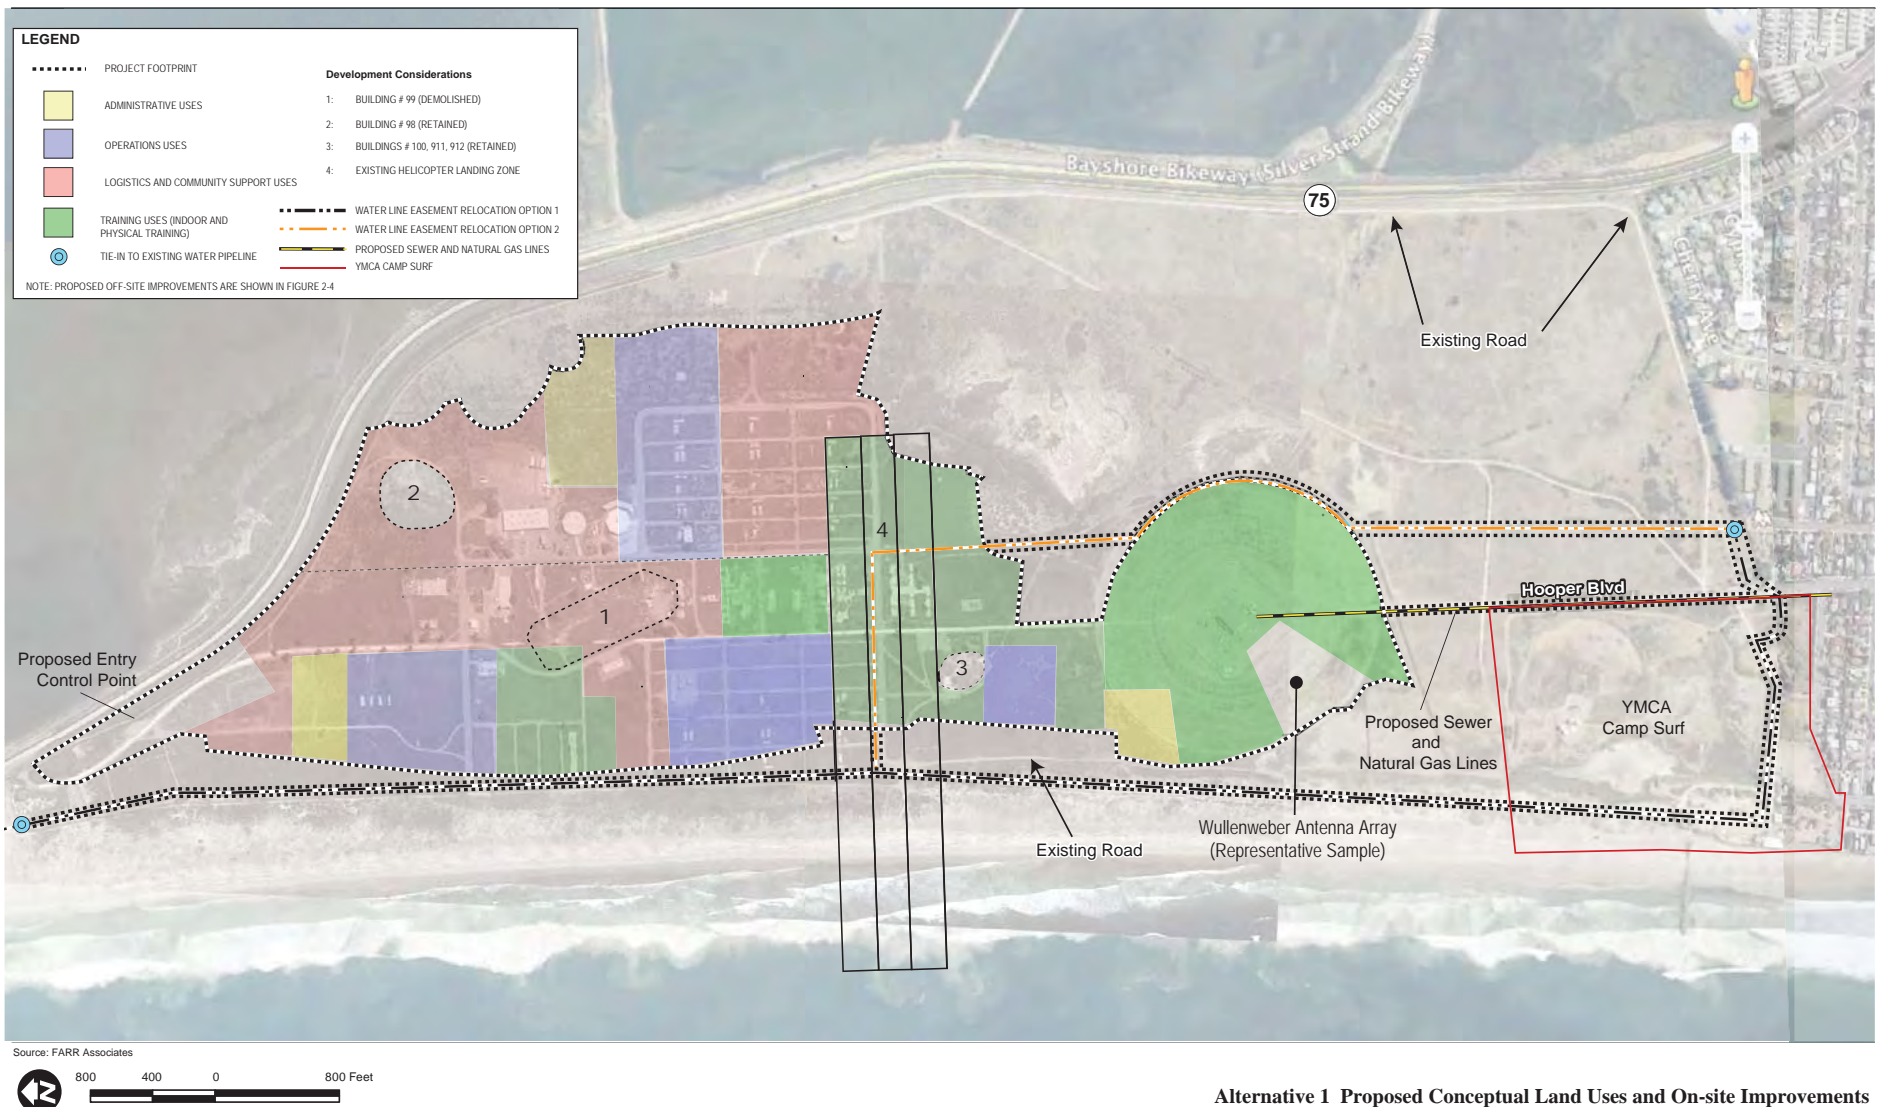 LEGEND
PROJECT FOOTPRINT
ADMINISTRATIVE USES
OPERATIONS USES
LOGISTICS AND COMMUNITY SUPPORT USES
TRAINING USES (INDOOR AND
PHYSICAL TRAINING)
TIE-IN TO EXISTING WATER PIPELINE
Development Considerations
1: BUILDING # 99 (DEMOLISHED)
2: BUILDING # 98 (RETAINED)
3: BUILDINGS # 100, 911, 912 (RETAINED)
4: EXISTING HELICOPTER LANDING ZONE
WATER LINE EASEMENT RELOCATION OPTION 1
WATER LINE EASEMENT RELOCATION OPTION 2
PROPOSED SEWER AND NATURAL GAS LINES
YMCA CAMP SURF
NOTE: PROPOSED OFF-SITE IMPROVEMENTS ARE SHOWN IN FIGURE 2-4
Bayshore Bikeway (Silver Strand Bikeway)
75
Existing Road
Cherry Ave
2
4
1
3
Hooper Blvd
Proposed Entry
Control Point
YMCA
Camp Surf
Proposed Sewer
and
Natural Gas Lines
Wullenweber Antenna Array
(Representative Sample)
Existing Road
Source: FARR Associates
N
800 400 0 800 Feet
Alternative 1 Proposed Conceptual Land Uses and On-site Improvements